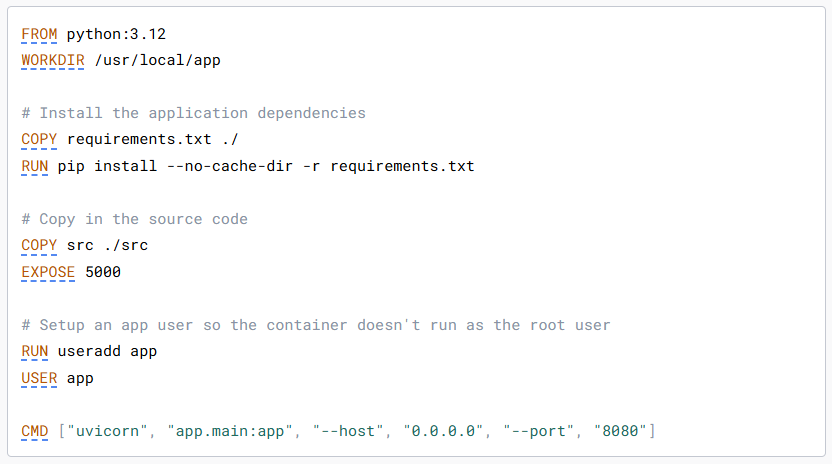 FROM python:3.12
WORKDIR /usr/local/app
# Install the application dependencies
COPY requirements.txt ./
RUN pip install --no-cache-dir -r requirements.txt
# Copy in the source code
COPY src ./src
EXPOSE 5000
# Setup an app user so the container doesn't run as the root user
RUN useradd app
USER app
CMD ["uvicorn", "app.main:app", "--host", "0.0.0.0", "--port", "8080"]